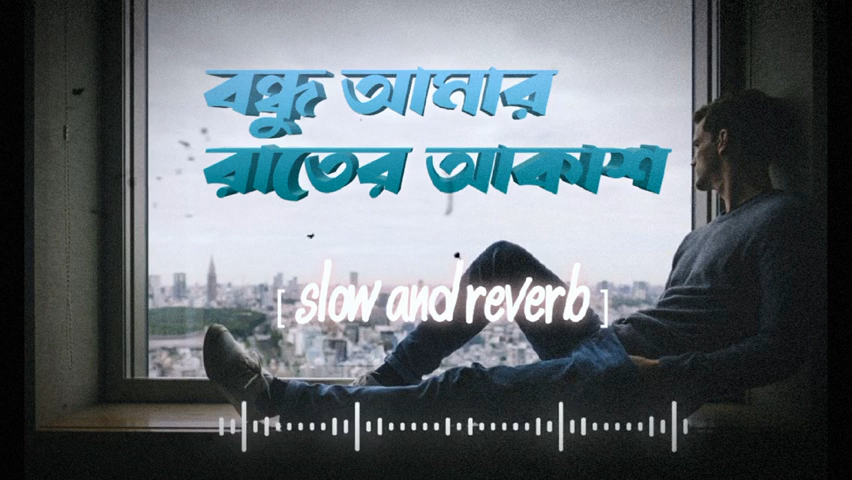 বন্ধু আমার
রাতের আকাশ
[ slow and reverb ]